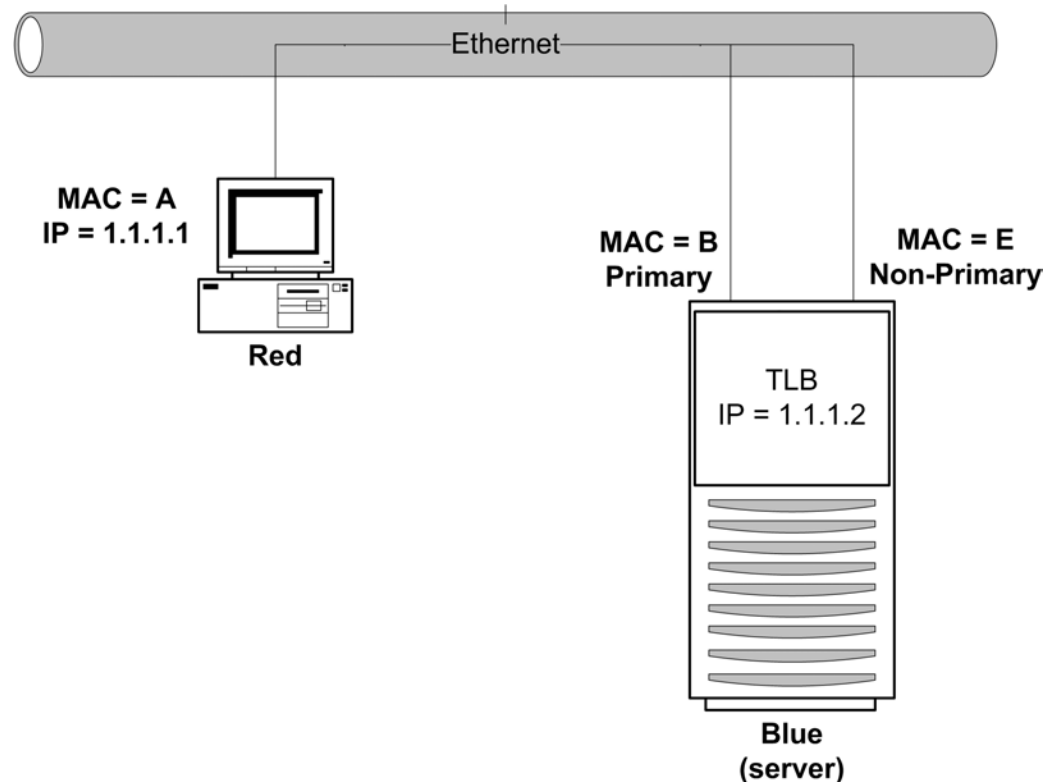 Ethernet
MAC = A
IP = 1.1.1.1
Red
MAC = B
Primary
MAC = E
Non-Primary
TLB
IP = 1.1.1.2
Blue
(server)